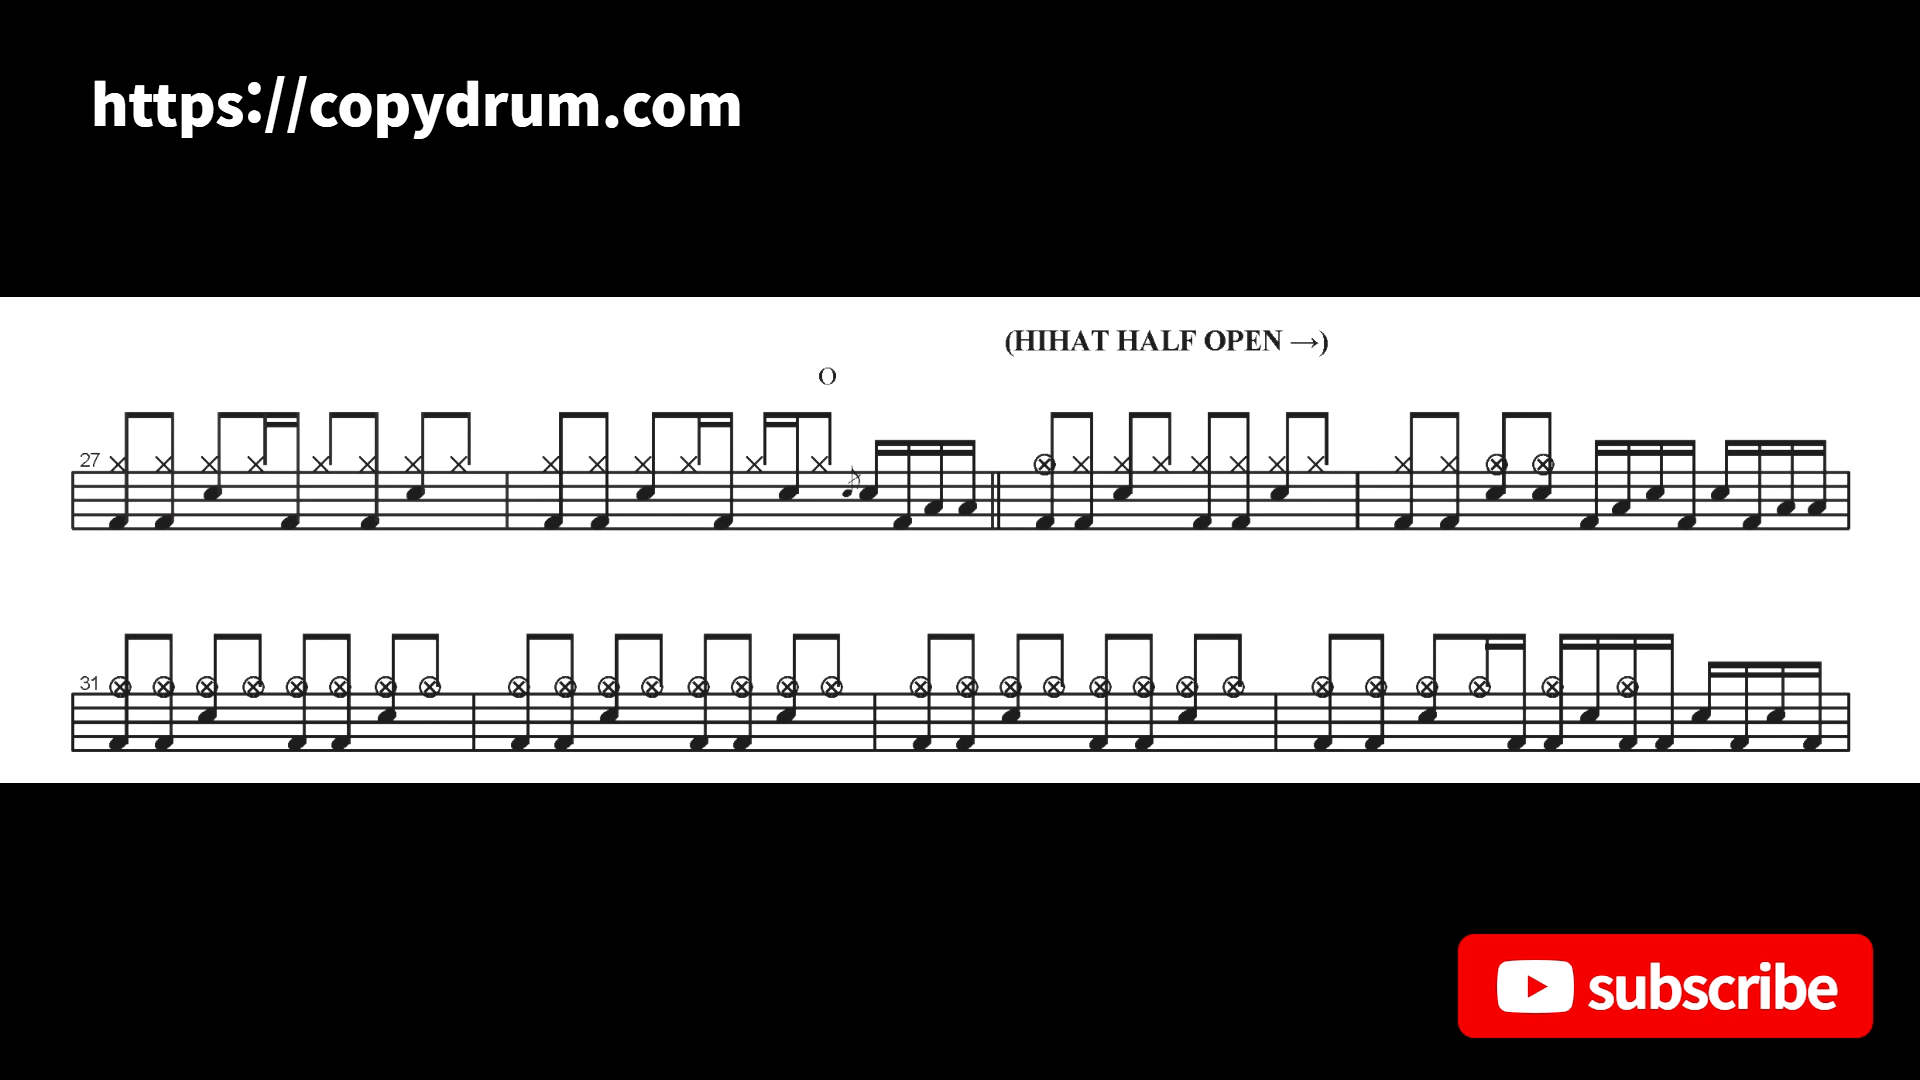 https://copydrum.com
(HIHAT HALF OPEN →)
O
27
31
subscribe